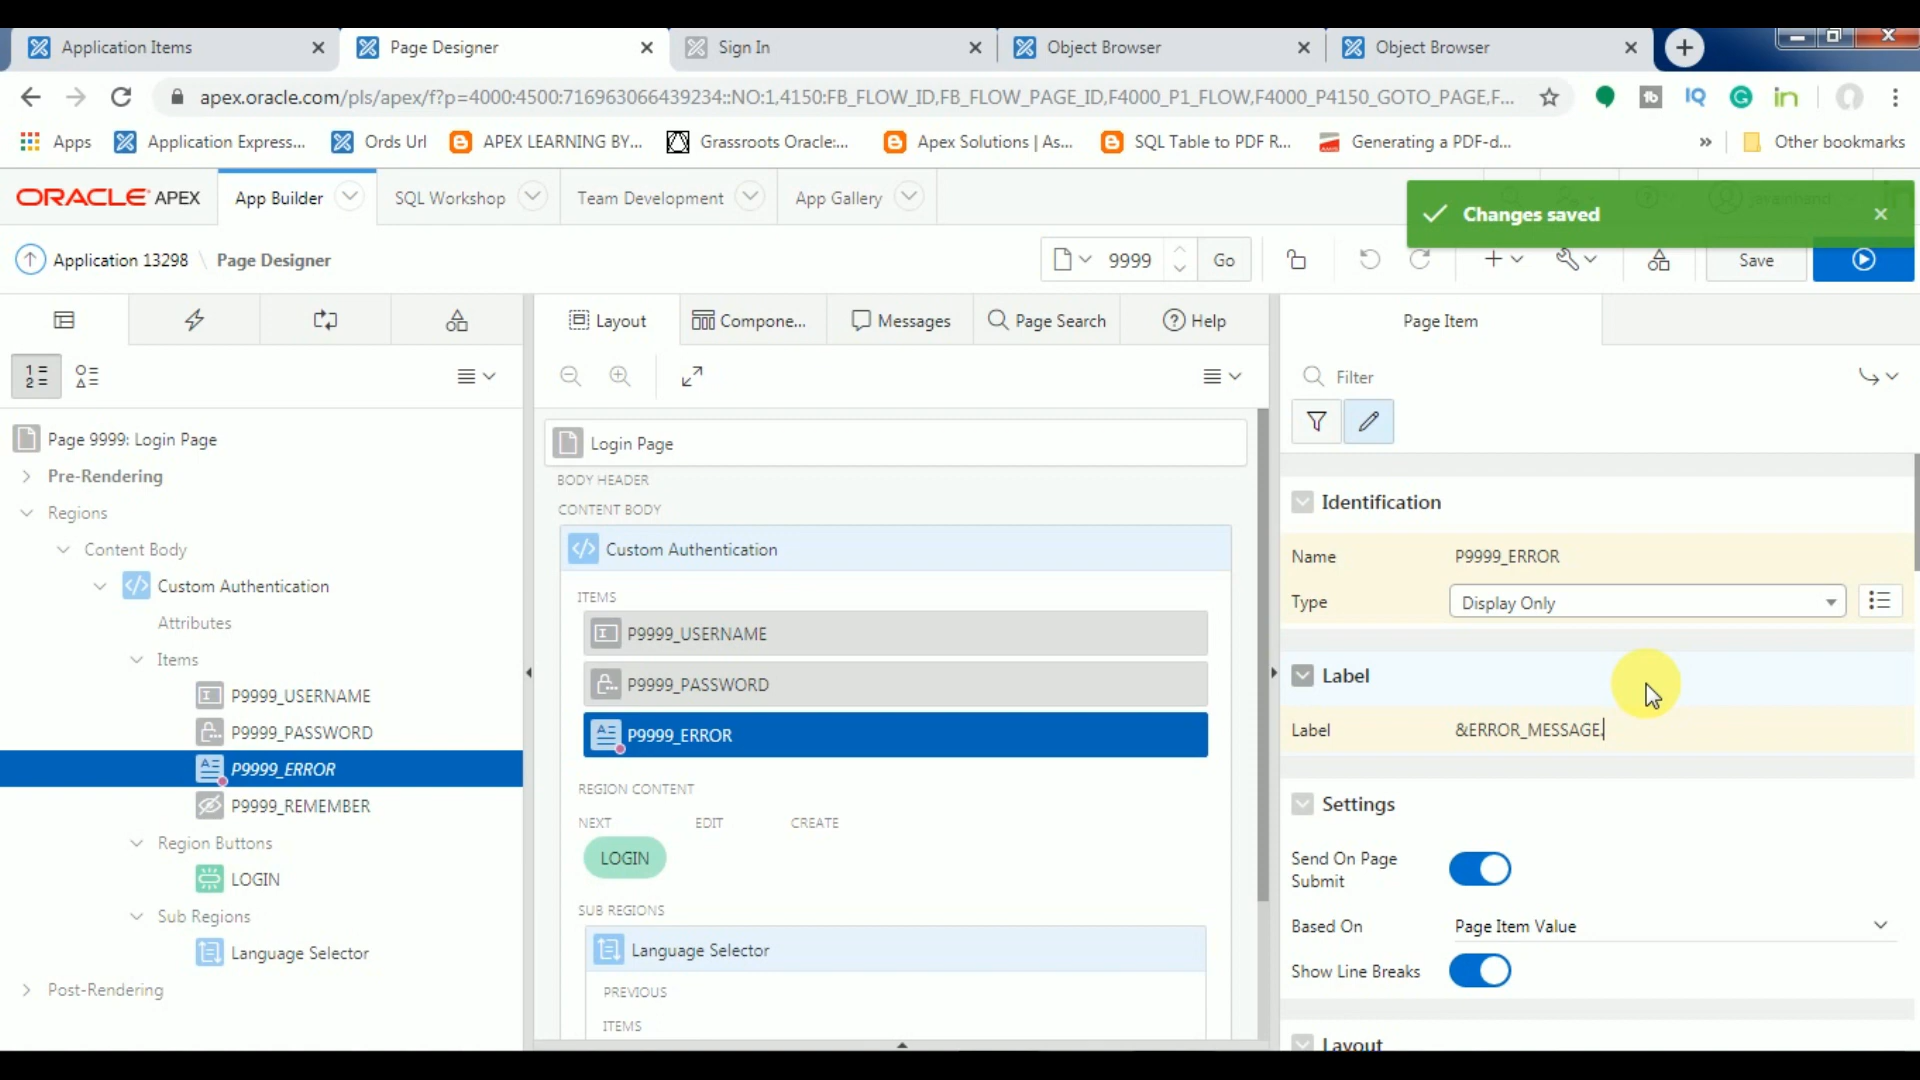 Application Items
Page Designer
Sign In
Object Browser
Object Browser
apex.oracle.com/pls/apex/f?p=4000:4500:716963066439234::NO:1,4150:FB_FLOW_ID,FB_FLOW_PAGE_ID,F4000_P1_FLOW,F4000_P4150_GOTO_PAGE,F...
Apps
Application Express...
Ords Url
APEX LEARNING BY...
Grassroots Oracle:...
Apex Solutions | As...
SQL Table to PDF R...
Generating a PDF-d...
Other bookmarks
ORACLE APEX
App Builder
SQL Workshop
Team Development
App Gallery
Changes saved
Application 13298 \ Page Designer
9999
Go
Save
Layout
Compone...
Messages
Page Search
Help
Page Item
Filter
Page 9999: Login Page
Pre-Rendering
Regions
Content Body
Custom Authentication
Attributes
Items
P9999_USERNAME
P9999_PASSWORD
P9999_ERROR
P9999_REMEMBER
Region Buttons
LOGIN
Sub Regions
Language Selector
Post-Rendering
Login Page
BODY HEADER
CONTENT BODY
Custom Authentication
ITEMS
P9999_USERNAME
P9999_PASSWORD
P9999_ERROR
REGION CONTENT
NEXT EDIT CREATE
LOGIN
SUB REGIONS
Language Selector
PREVIOUS
ITEMS
Identification
Name P9999_ERROR
Type Display Only
Label
Label &ERROR_MESSAGE.
Settings
Send On Page
Submit
Based On Page Item Value
Show Line Breaks
Layout